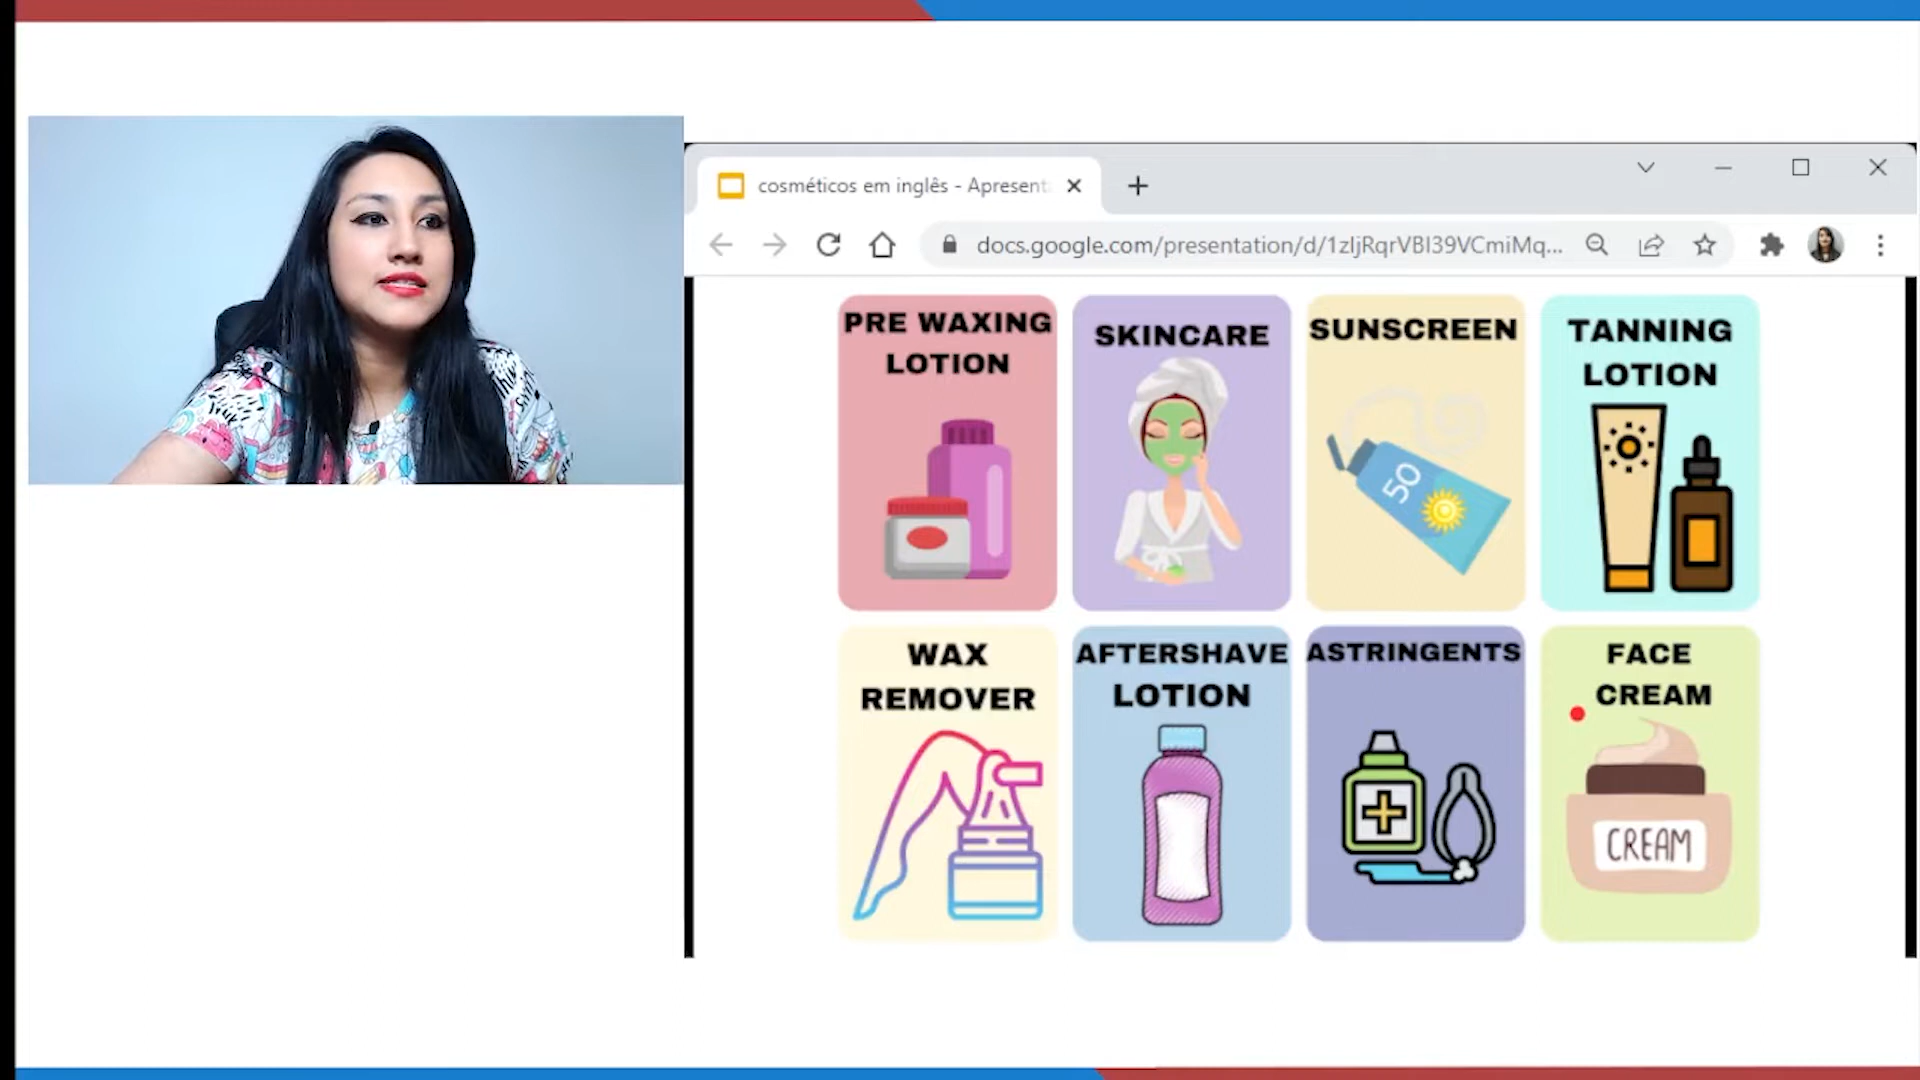 cosméticos em inglês - Apresent
docs.google.com/presentation/d/1zIjRqrVBI39VCmiMq...
PRE WAXING
LOTION
SKINCARE
SUNSCREEN
50
TANNING
LOTION
WAX
REMOVER
AFTERSHAVE
LOTION
ASTRINGENTS
FACE
CREAM
CREAM